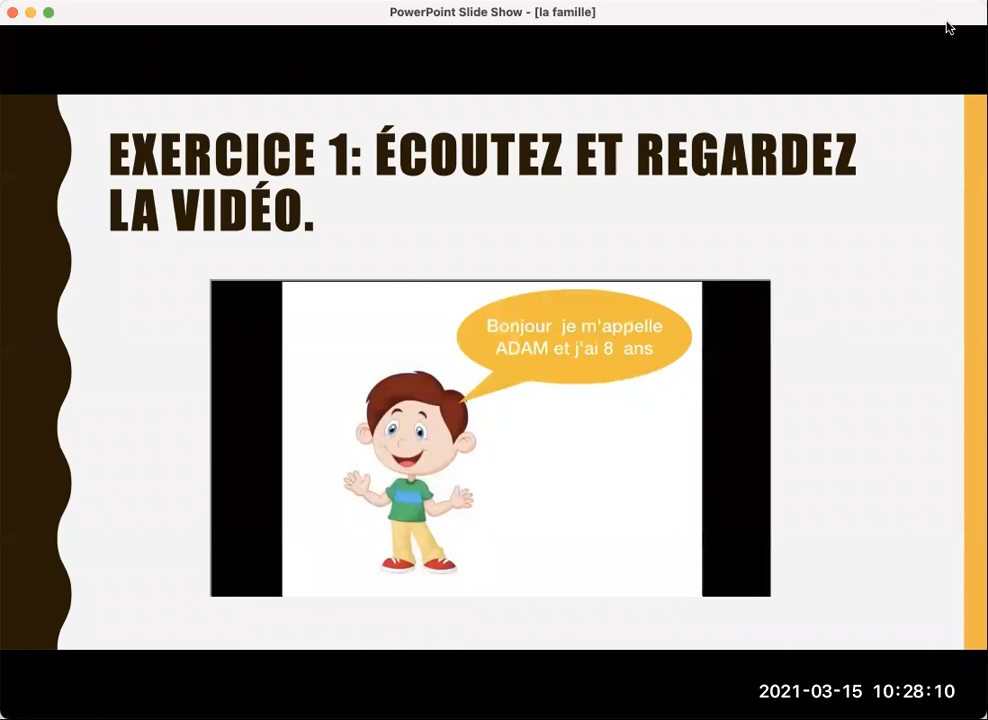 PowerPoint Slide Show - [la famille]
EXERCICE 1: ÉCOUTEZ ET REGARDEZ
LA VIDÉO.
Bonjour je m'appelle
ADAM et j'ai 8 ans
2021-03-15 10:28:10